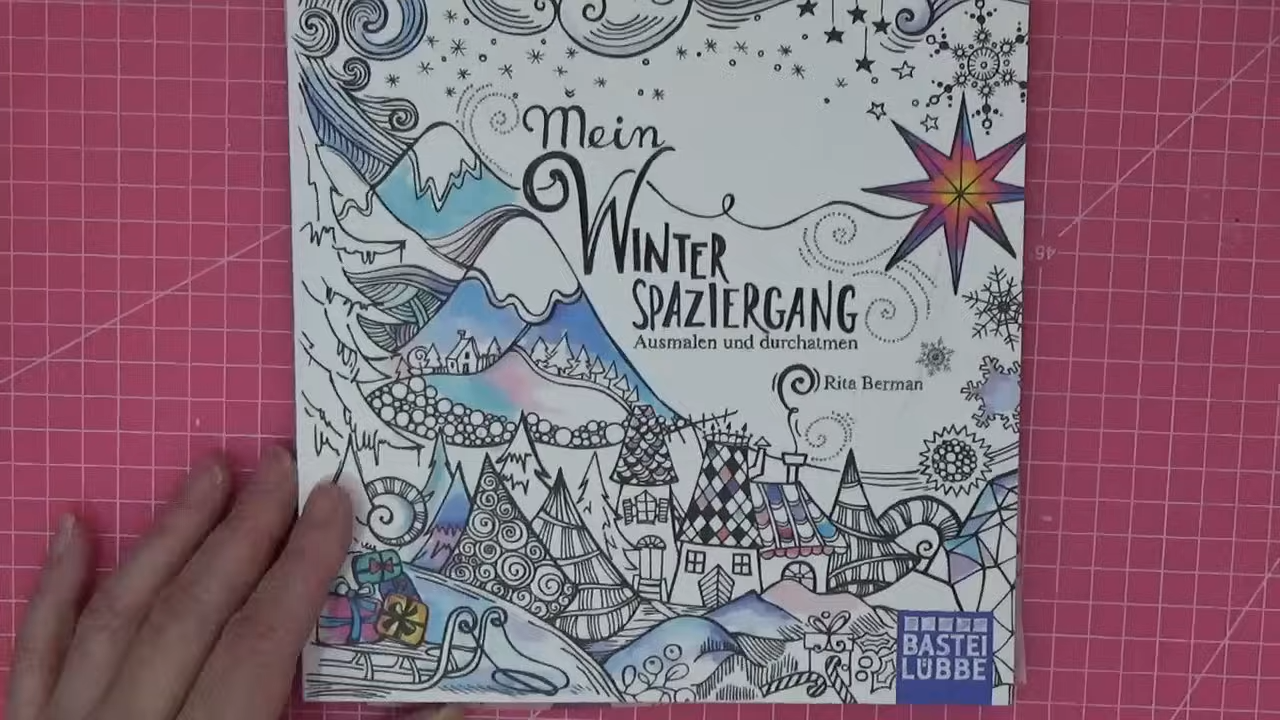 Mein
WINTER
SPAZIERGANG
Ausmalen und durchatmen
Rita Berman
BASTEI
LÜBBE